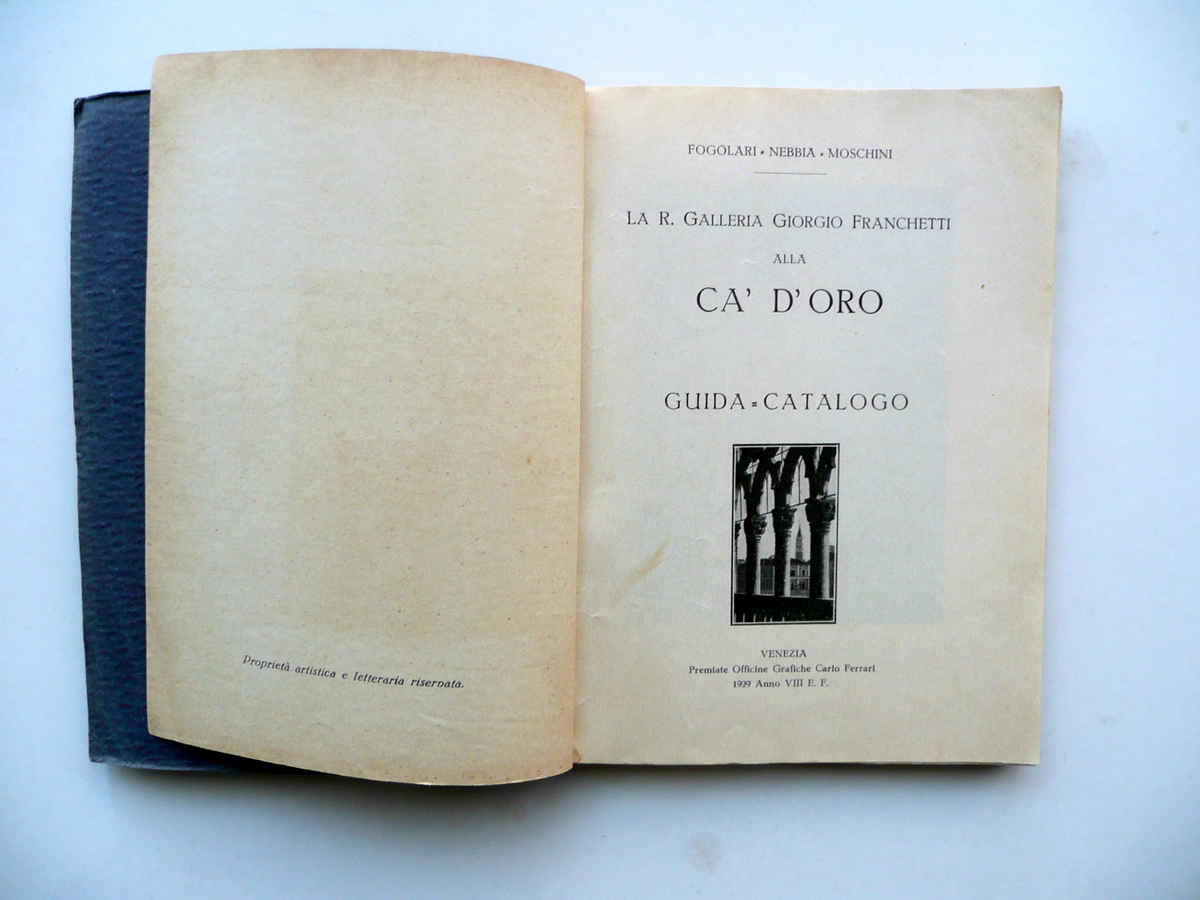 Proprietà artistica e letteraria riservata.
FOGOLARI - NEBBIA - MOSCHINI
LA R. GALLERIA GIORGIO FRANCHETTI
ALLA
CA' D'ORO
GUIDA=CATALOGO
VENEZIA
Premiate Officine Grafiche Carlo Ferrari
1929 Anno VIII E. F.